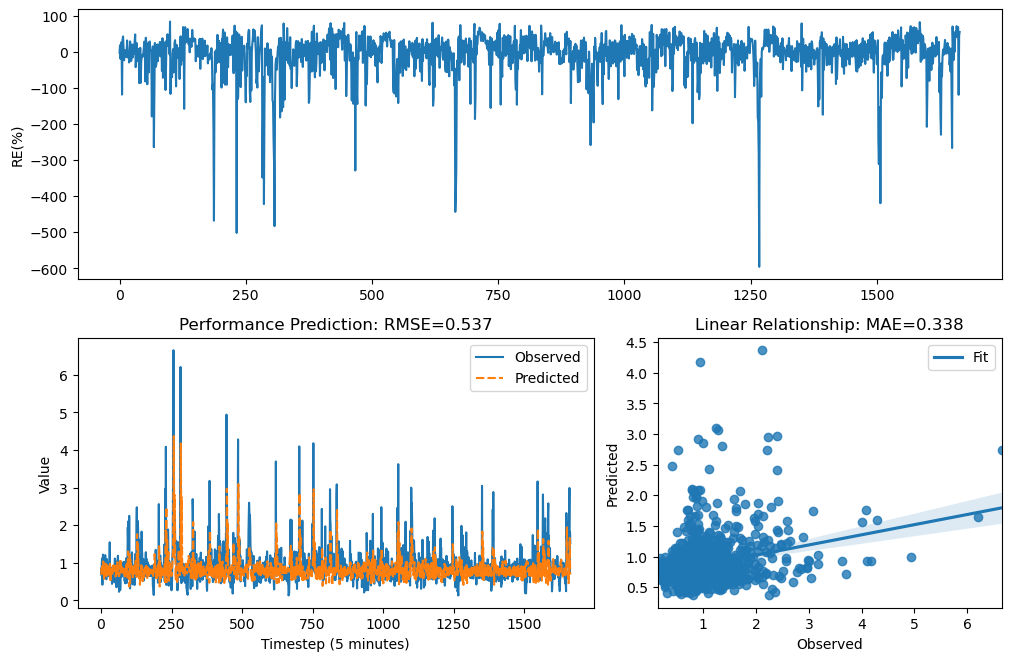 100
0
−100
−200
−300
−400
−500
−600
RE(%)
0 250 500 750 1000 1250 1500
Performance Prediction: RMSE=0.537
Observed
Predicted
6
5
4
3
2
1
0
Value
0 250 500 750 1000 1250 1500
Timestep (5 minutes)
Linear Relationship: MAE=0.338
Fit
4.5
4.0
3.5
3.0
2.5
2.0
1.5
1.0
0.5
Predicted
1 2 3 4 5 6
Observed